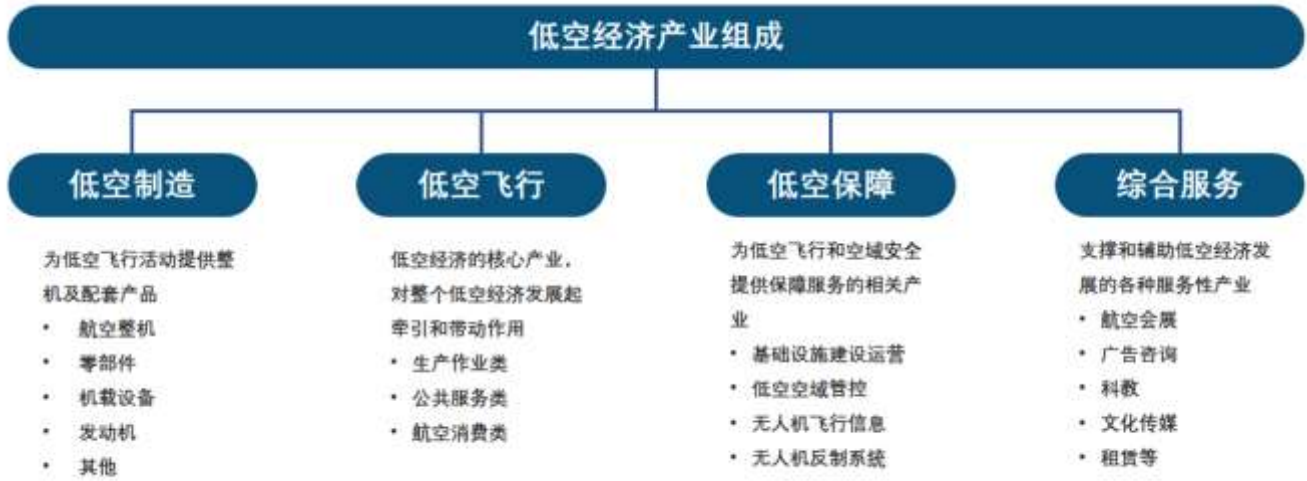 低空经济产业组成
低空制造
为低空飞行活动提供整
机及配套产品
• 航空整机
• 零部件
• 机载设备
• 发动机
• 其他
低空飞行
低空经济的核心产业,
对整个低空经济发展起
牵引和带动作用
• 生产作业类
• 公共服务类
• 航空消费类
低空保障
为低空飞行和空域安全
提供保障服务的相关产
业
• 基础设施建设运营
• 低空空域管控
• 无人机飞行信息
• 无人机反制系统
综合服务
支撑和辅助低空经济发
展的各种服务性产业
• 航空会展
• 广告咨询
• 科教
• 文化传媒
• 租赁等